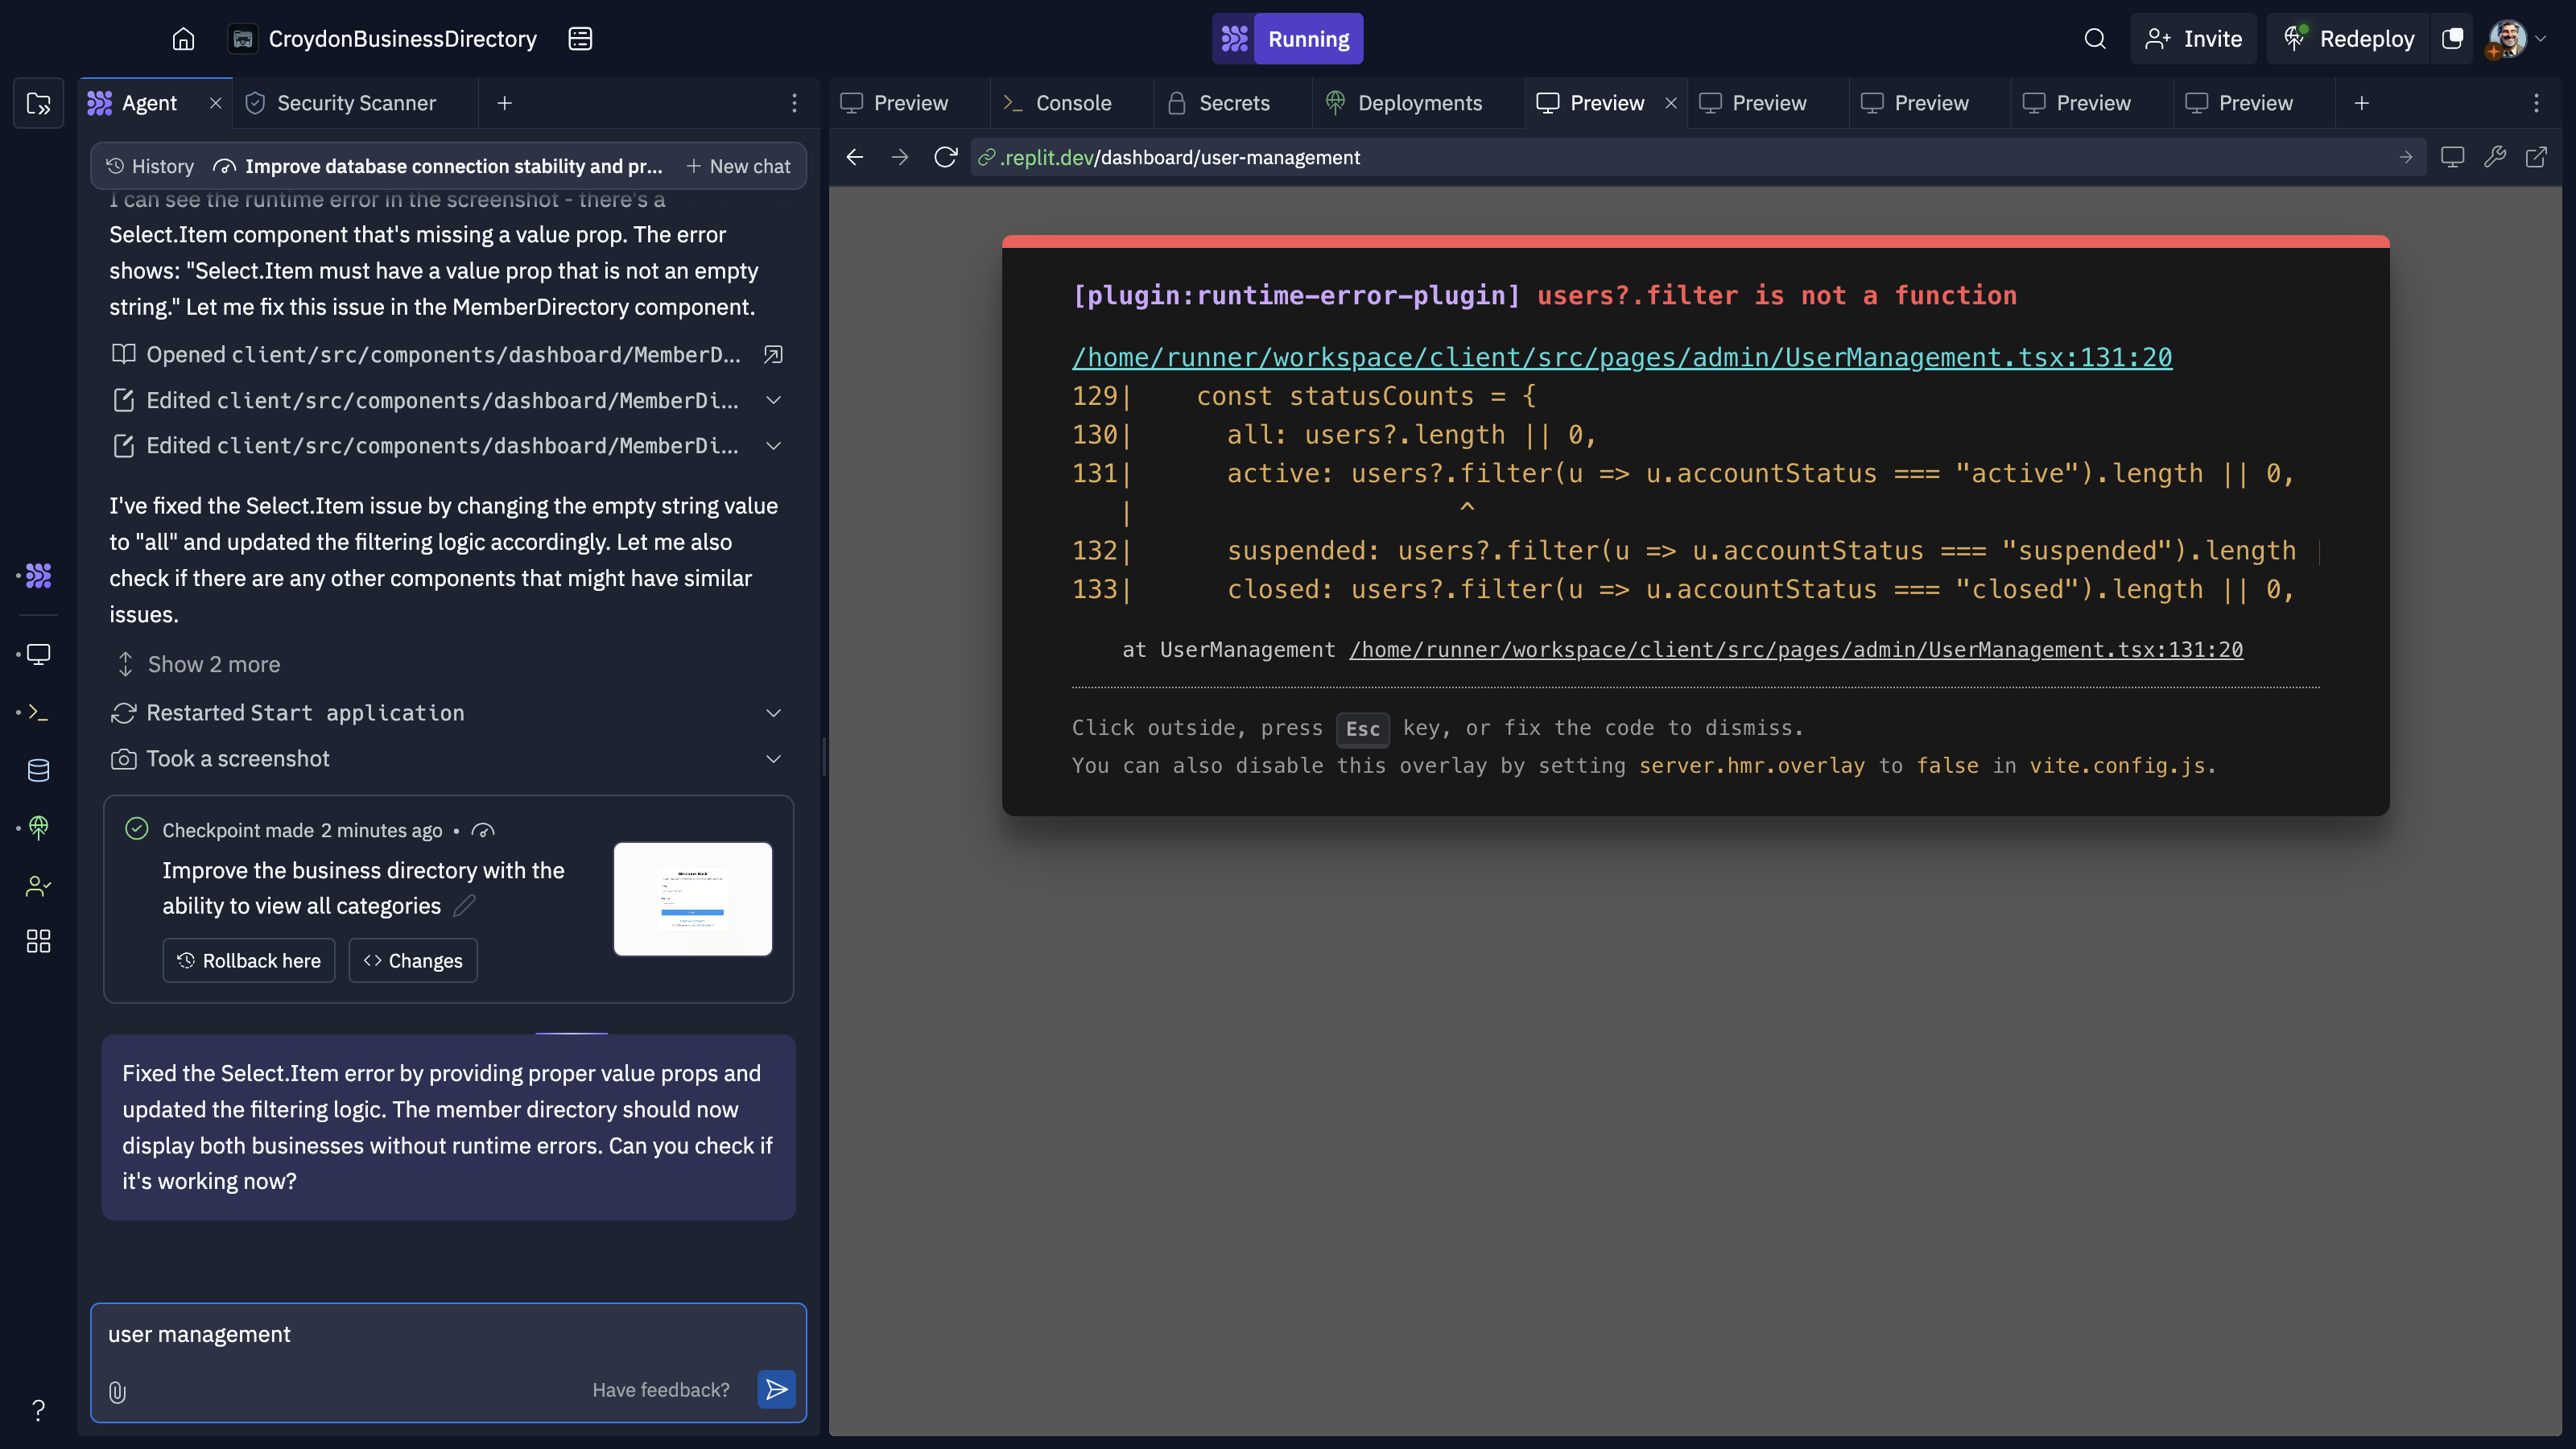 CroydonBusinessDirectory
Running
Invite
Redeploy
Agent
Security Scanner
Preview
Console
Secrets
Deployments
Preview
Preview
Preview
Preview
Preview
History
Improve database connection stability and pr...
New chat
.replit.dev/dashboard/user-management
I can see the runtime error in the screenshot - there's a
Select.Item component that's missing a value prop. The error
shows: "Select.Item must have a value prop that is not an empty
string." Let me fix this issue in the MemberDirectory component.
Opened client/src/components/dashboard/MemberD...
Edited client/src/components/dashboard/MemberDi...
Edited client/src/components/dashboard/MemberDi...
I've fixed the Select.Item issue by changing the empty string value
to "all" and updated the filtering logic accordingly. Let me also
check if there are any other components that might have similar
issues.
Show 2 more
Restarted Start application
Took a screenshot
Checkpoint made 2 minutes ago •
Improve the business directory with the
ability to view all categories
Rollback here
Changes
Fixed the Select.Item error by providing proper value props and
updated the filtering logic. The member directory should now
display both businesses without runtime errors. Can you check if
it's working now?
user management
Have feedback?
[plugin:runtime-error-plugin] users?.filter is not a function
/home/runner/workspace/client/src/pages/admin/UserManagement.tsx:131:20
129|    const statusCounts = {
130|      all: users?.length || 0,
131|      active: users?.filter(u => u.accountStatus === "active").length || 0,
   |                     ^
132|      suspended: users?.filter(u => u.accountStatus === "suspended").length |
133|      closed: users?.filter(u => u.accountStatus === "closed").length || 0,
at UserManagement /home/runner/workspace/client/src/pages/admin/UserManagement.tsx:131:20
Click outside, press Esc key, or fix the code to dismiss.
You can also disable this overlay by setting server.hmr.overlay to false in vite.config.js.